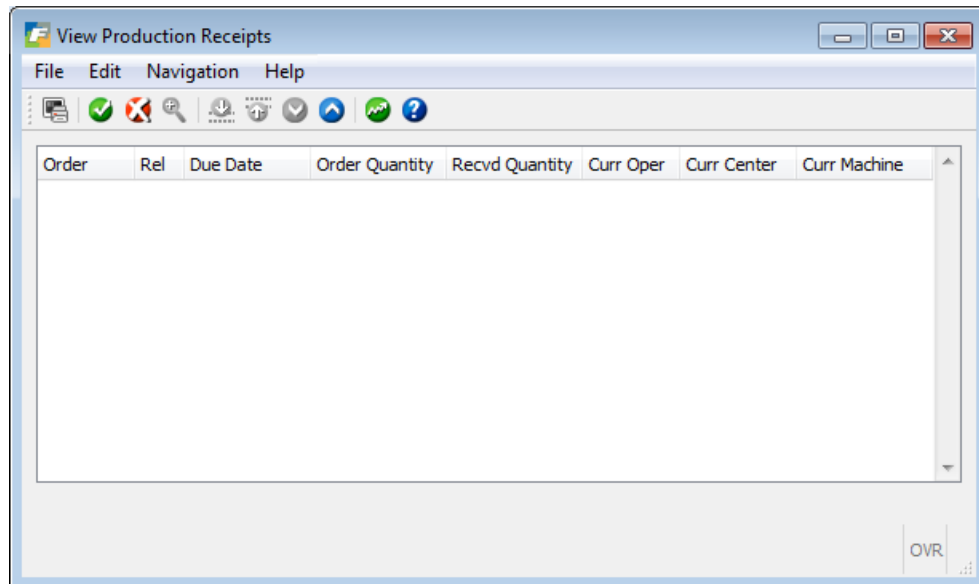 View Production Receipts
File Edit Navigation Help
Order Rel Due Date Order Quantity Recvd Quantity Curr Oper Curr Center Curr Machine
OVR